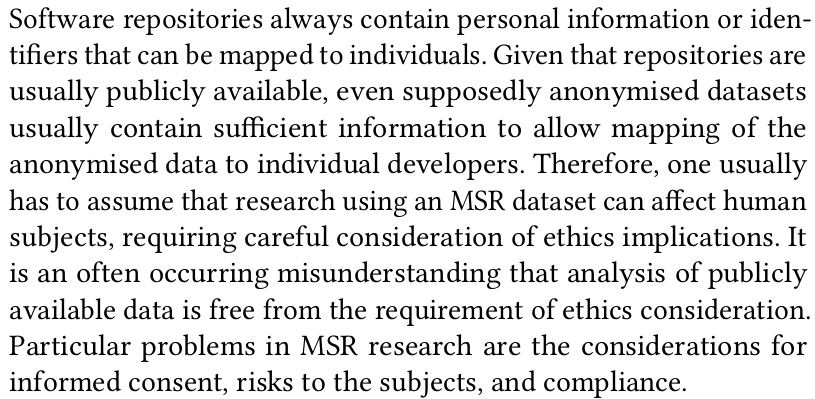 Software repositories always contain personal information or iden-
tifiers that can be mapped to individuals. Given that repositories are
usually publicly available, even supposedly anonymised datasets
usually contain sufficient information to allow mapping of the
anonymised data to individual developers. Therefore, one usually
has to assume that research using an MSR dataset can affect human
subjects, requiring careful consideration of ethics implications. It
is an often occurring misunderstanding that analysis of publicly
available data is free from the requirement of ethics consideration.
Particular problems in MSR research are the considerations for
informed consent, risks to the subjects, and compliance.